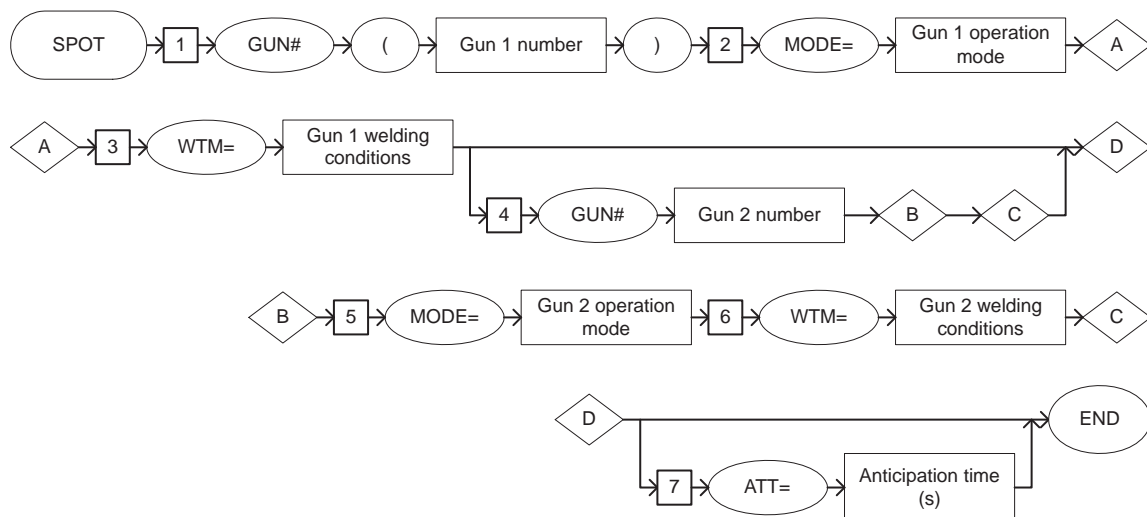 SPOT 1 GUN# ( Gun 1 number ) 2 MODE= Gun 1 operation
mode A
A 3 WTM= Gun 1 welding
conditions D
4 GUN# Gun 2 number B C
B 5 MODE= Gun 2 operation
mode 6 WTM= Gun 2 welding
conditions C
D END
7 ATT= Anticipation time
(s)